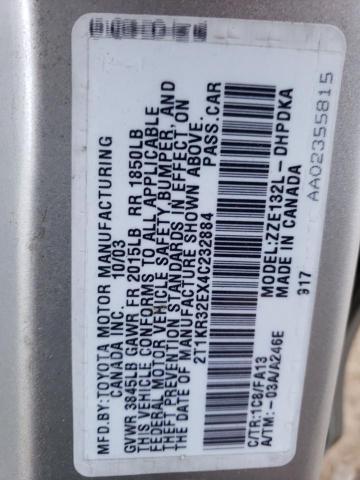 MFD.BY:TOYOTA MOTOR MANUFACTURING
CANADA INC. 10/03
GVWR 3845LB GAWR FR 2015LB RR 1850LB
THIS VEHICLE CONFORMS TO ALL APPLICABLE
FEDERAL MOTOR VEHICLE SAFETY, BUMPER, AND
THEFT PREVENTION STANDARDS IN EFFECT ON
THE DATE OF MANUFACTURE SHOWN ABOVE.
2T1KR32EX4C232884 PASS.CAR
C/TR:1C8/FA13 MODEL:ZZE132L-DHPDKA
A/TM:-03A/A246E MADE IN CANADA
917
AA02355815